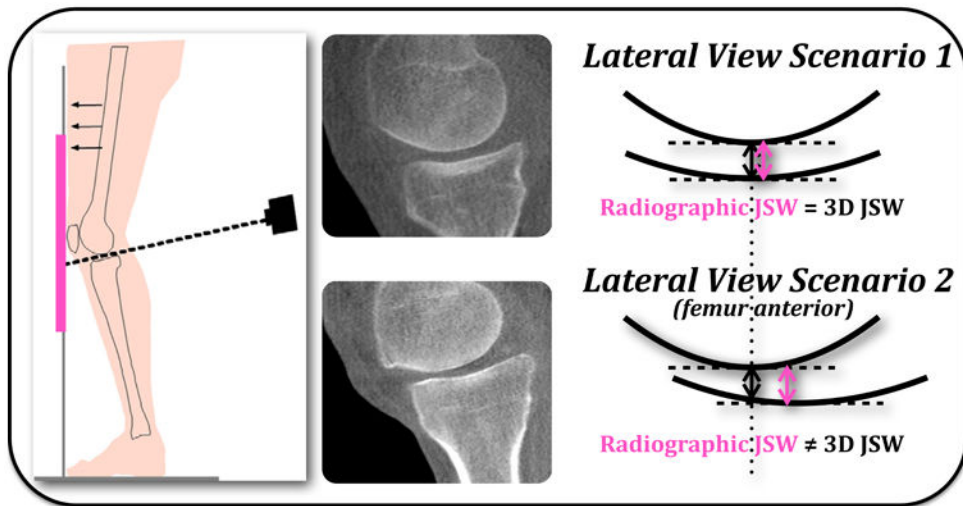 Lateral View Scenario 1
Radiographic JSW = 3D JSW
Lateral View Scenario 2
(femur anterior)
Radiographic JSW ≠ 3D JSW